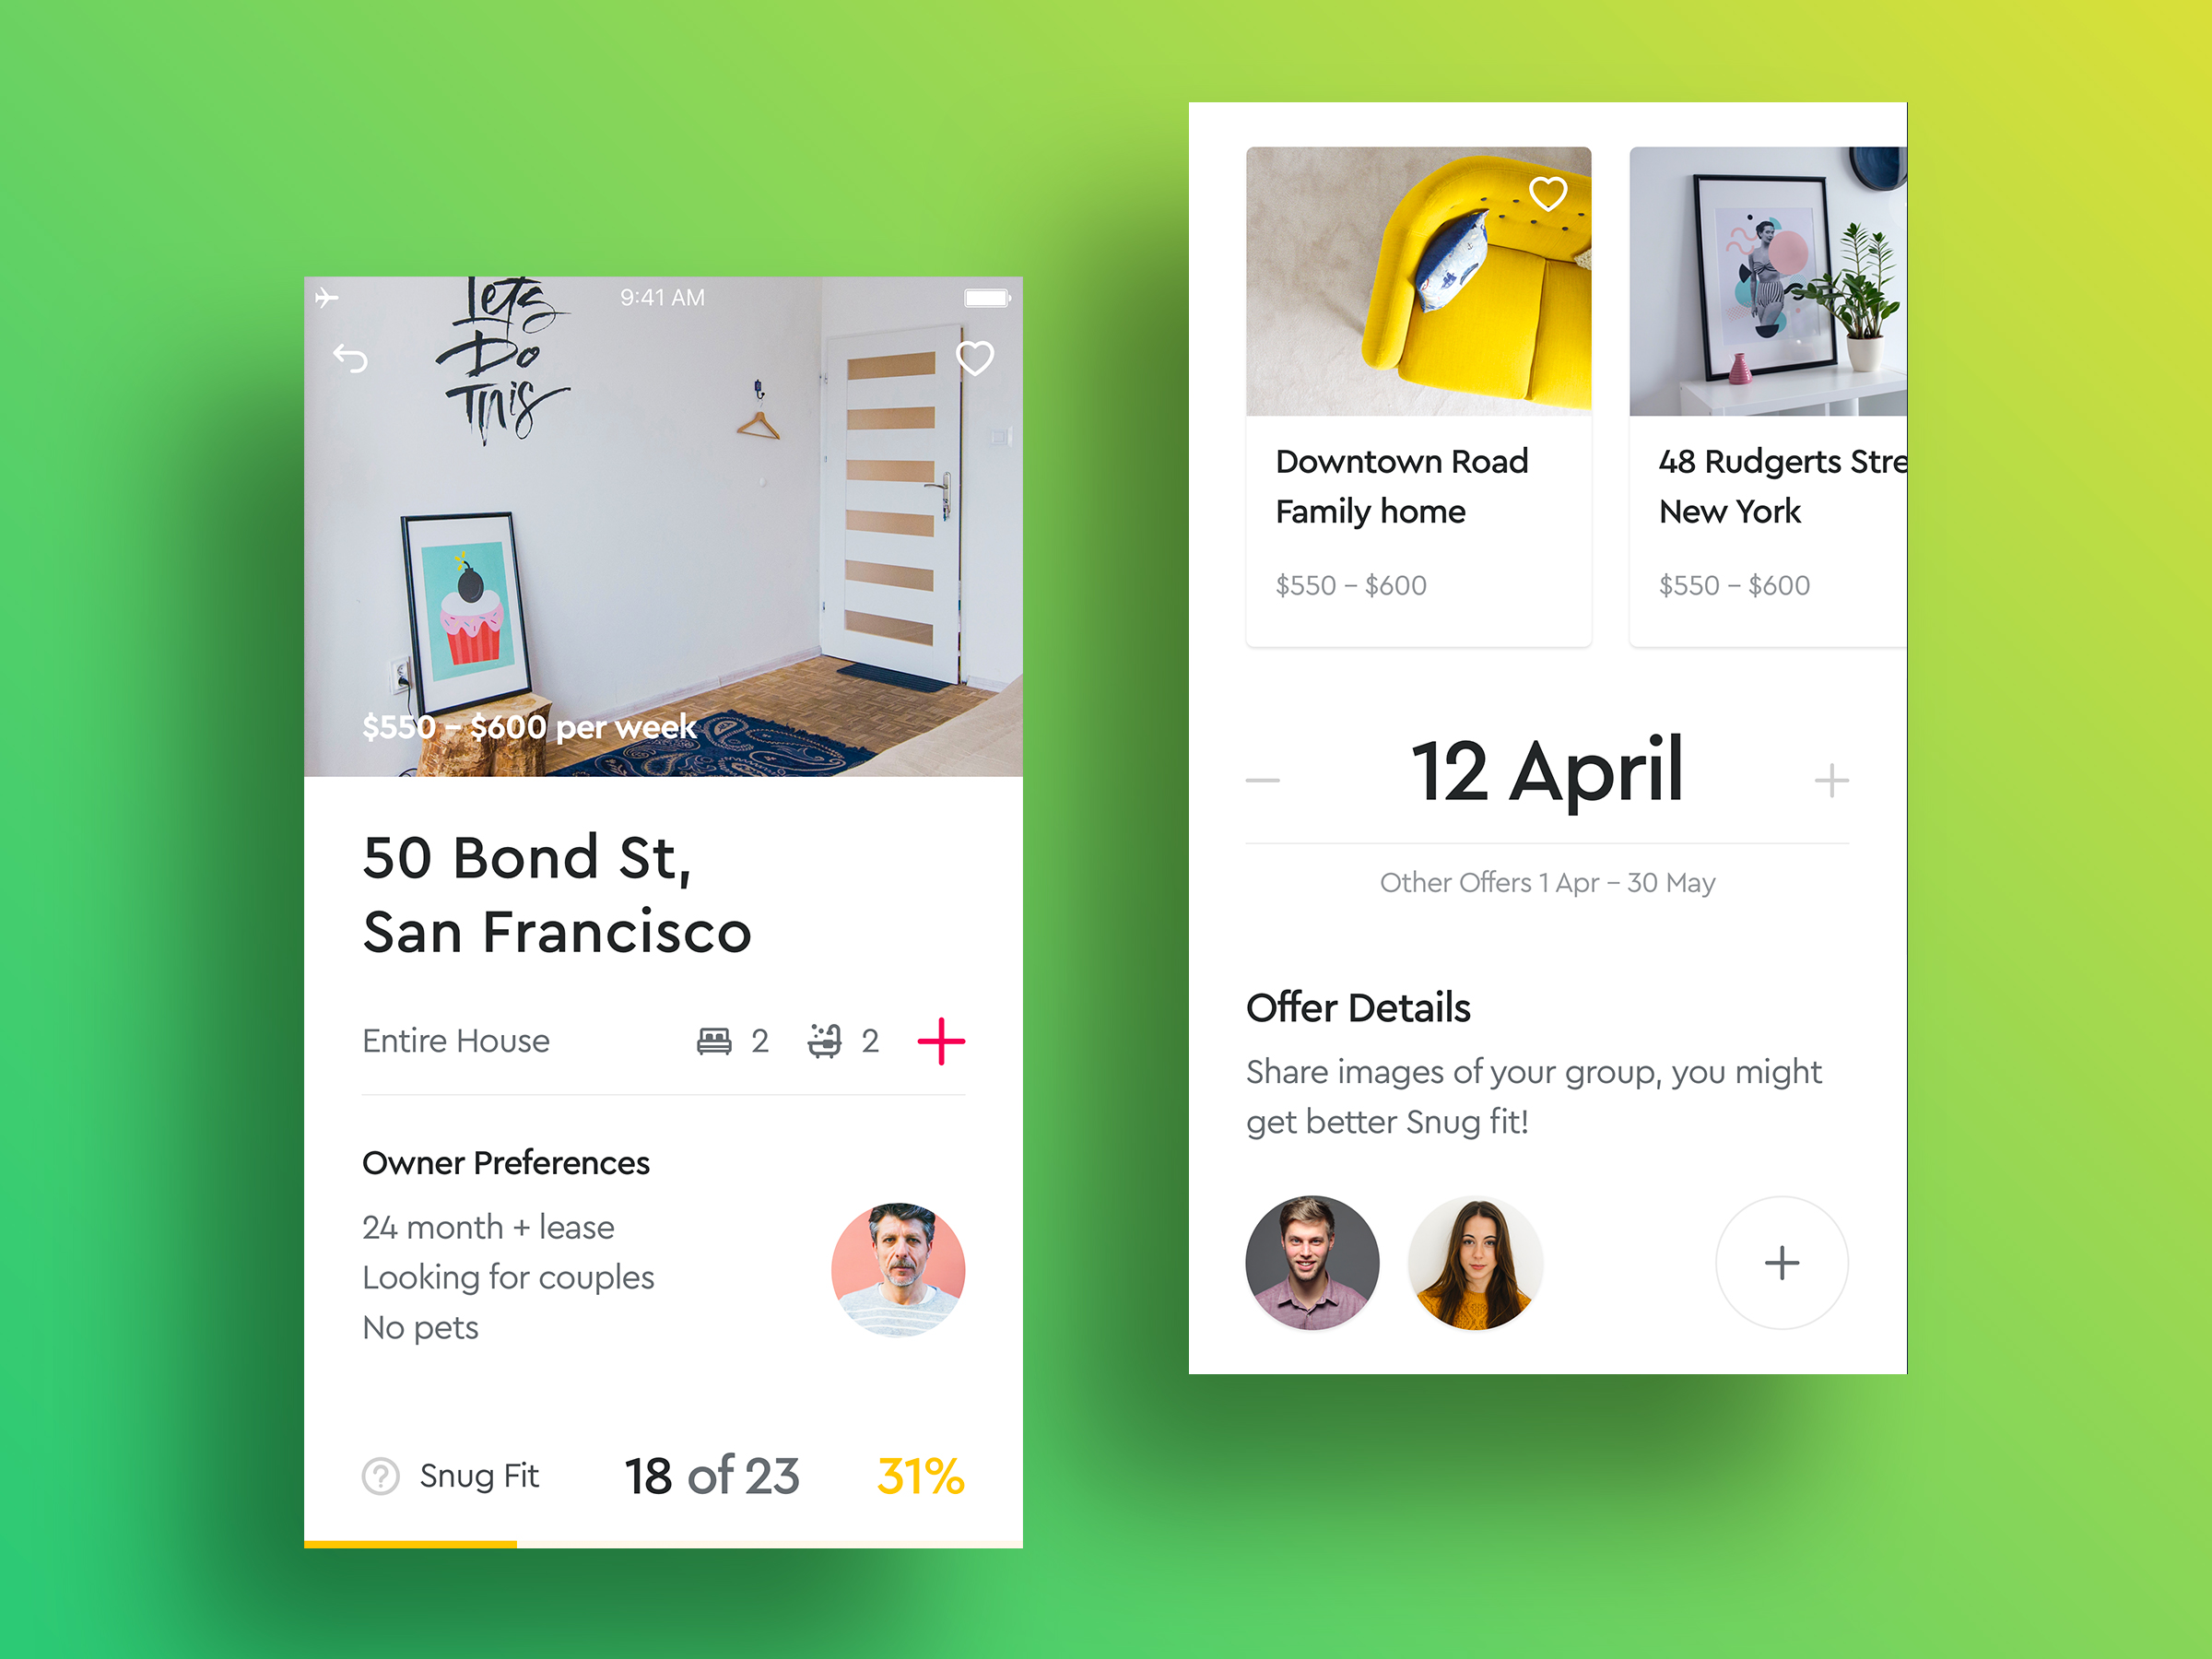 Lets
Do
This
9:41 AM
$550 – $600 per week
50 Bond St,
San Francisco
Entire House 2 2
Owner Preferences
24 month + lease
Looking for couples
No pets
Snug Fit 18 of 23 31%
Downtown Road
Family home
$550 – $600
48 Rudgerts Stre
New York
$550 – $600
12 April
Other Offers 1 Apr – 30 May
Offer Details
Share images of your group, you might
get better Snug fit!